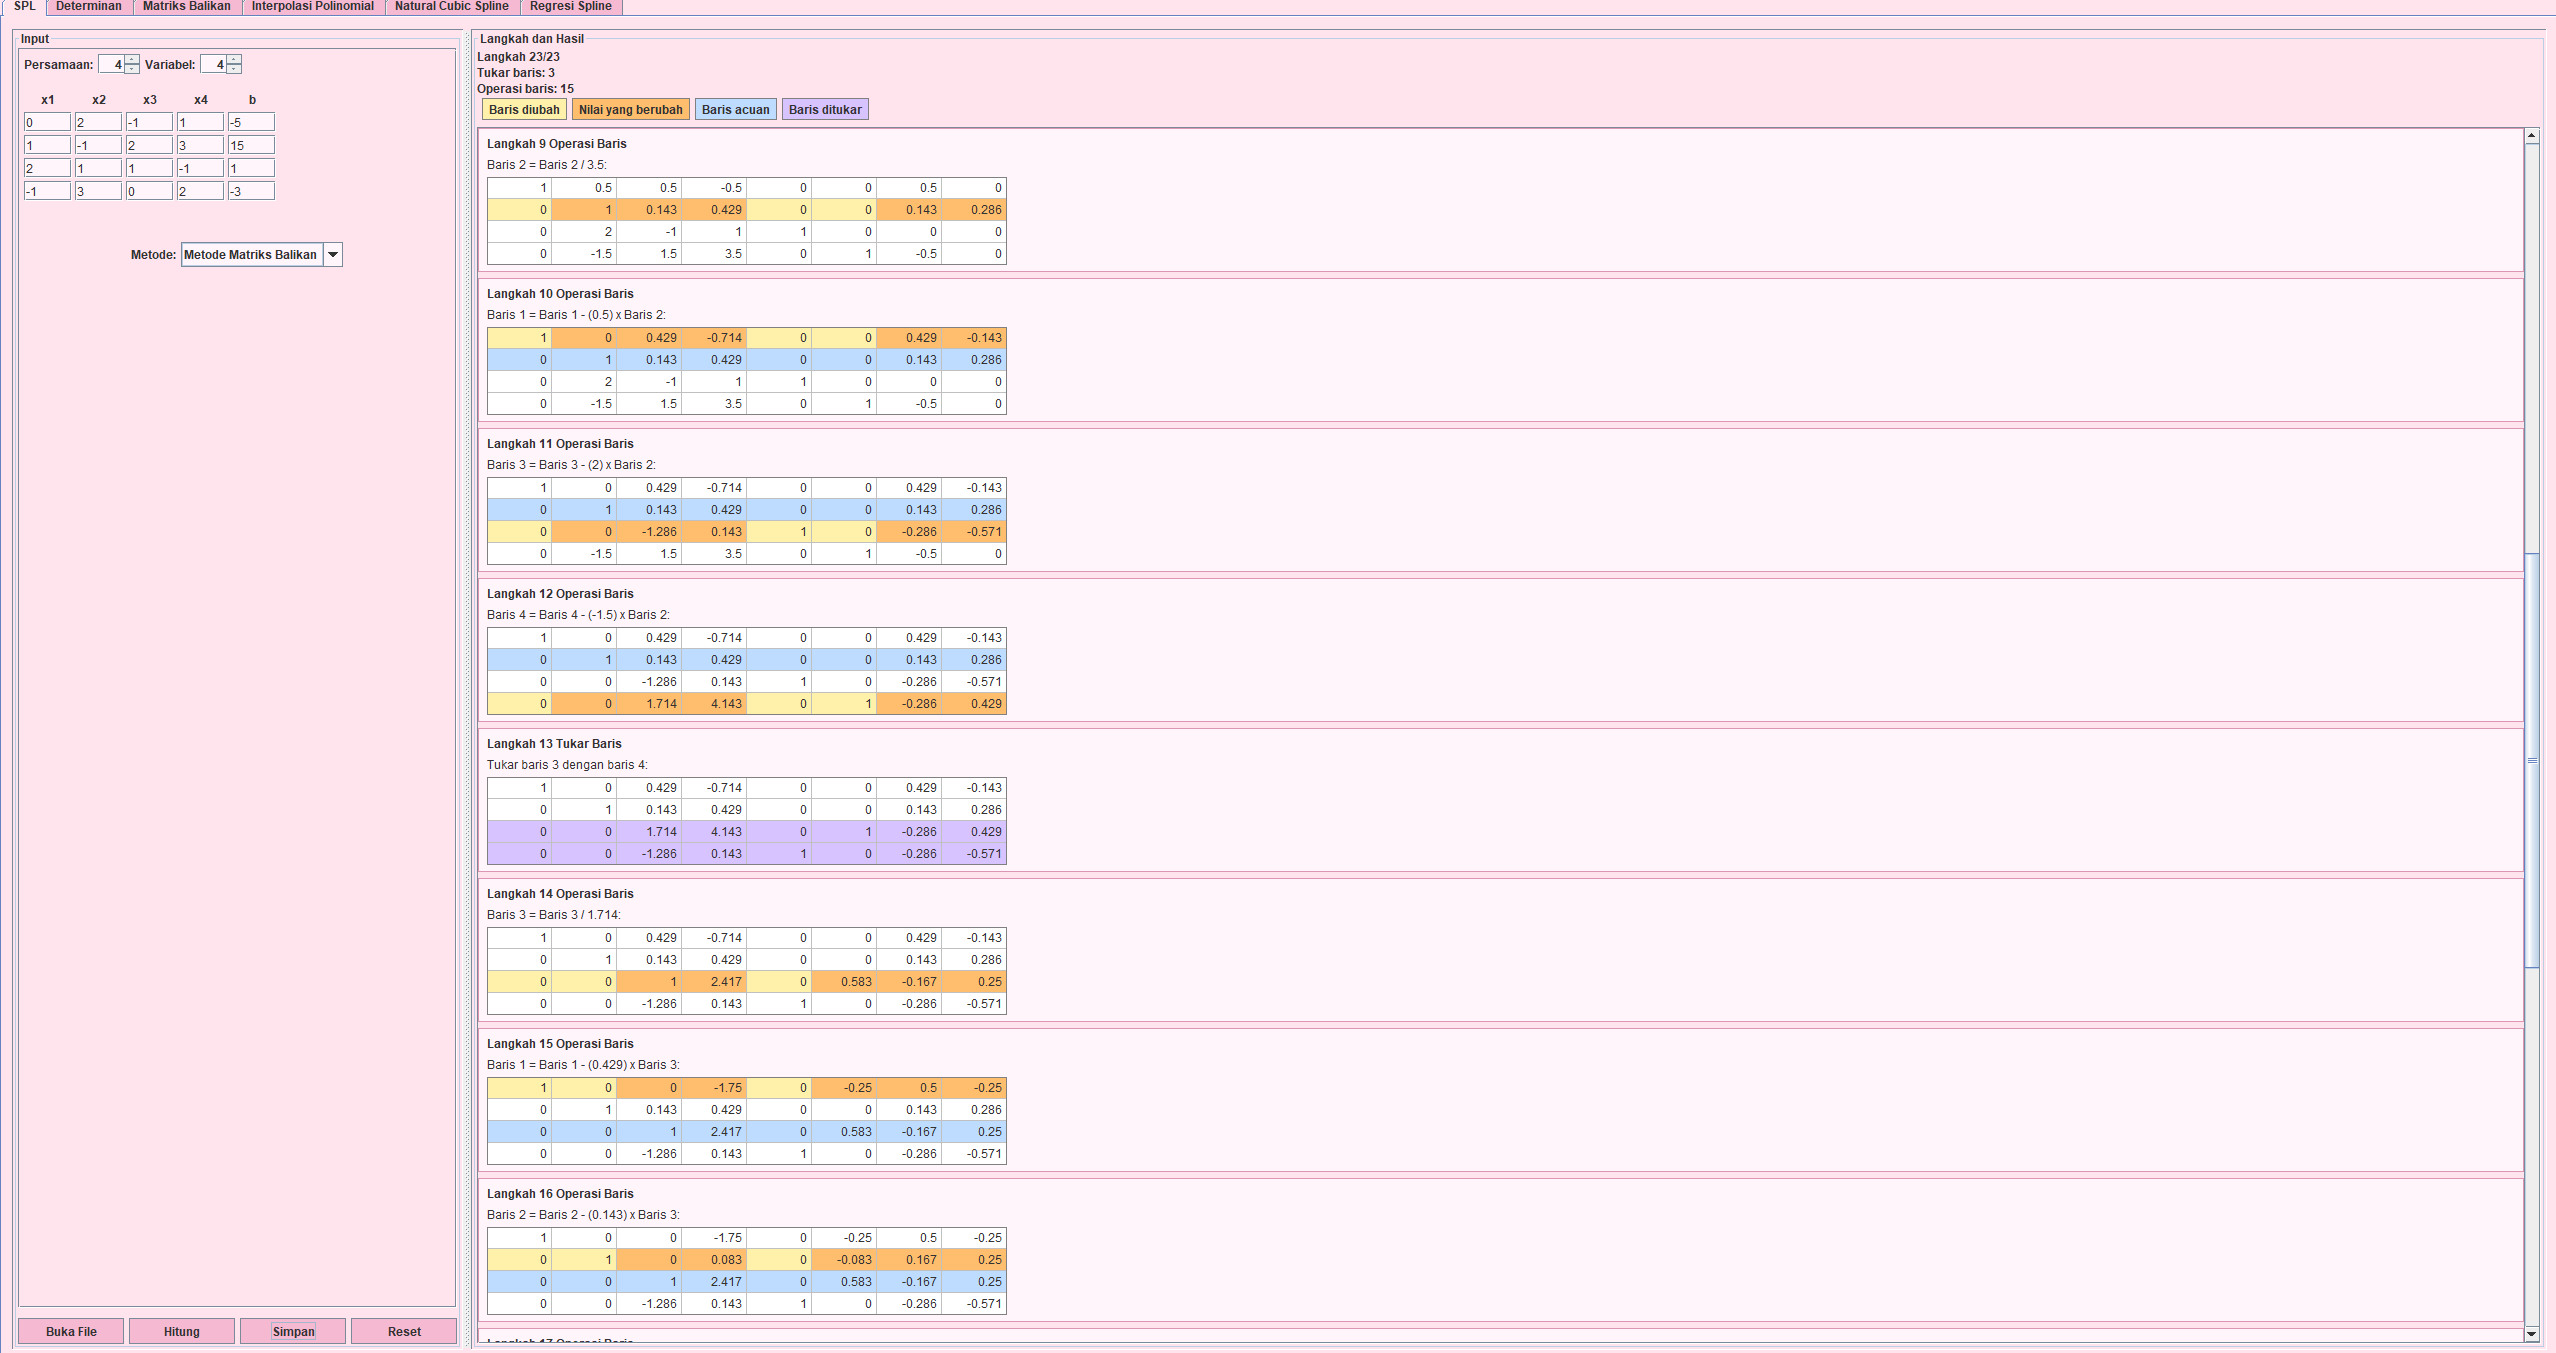 SPL Determinan Matriks Balikan Interpolasi Polinomial Natural Cubic Spline Regresi Spline
Input
Persamaan: 4 Variabel: 4
x1 x2 x3 x4 b
0 2 -1 1 -5
1 -1 2 3 15
2 1 1 -1 1
-1 3 0 2 -3
Metode: Metode Matriks Balikan
Buka File Hitung Simpan Reset
Langkah dan Hasil
Langkah 23/23
Tukar baris: 3
Operasi baris: 15
Baris diubah Nilai yang berubah Baris acuan Baris ditukar
Langkah 9 Operasi Baris
Baris 2 = Baris 2 / 3.5:
1 0.5 0.5 -0.5 0 0 0.5 0
0 1 0.143 0.429 0 0 0.143 0.286
0 2 -1 1 1 0 0 0
0 -1.5 1.5 3.5 0 1 -0.5 0
Langkah 10 Operasi Baris
Baris 1 = Baris 1 - (0.5) x Baris 2:
1 0 0.429 -0.714 0 0 0.429 -0.143
0 1 0.143 0.429 0 0 0.143 0.286
0 2 -1 1 1 0 0 0
0 -1.5 1.5 3.5 0 1 -0.5 0
Langkah 11 Operasi Baris
Baris 3 = Baris 3 - (2) x Baris 2:
1 0 0.429 -0.714 0 0 0.429 -0.143
0 1 0.143 0.429 0 0 0.143 0.286
0 0 -1.286 0.143 1 0 -0.286 -0.571
0 -1.5 1.5 3.5 0 1 -0.5 0
Langkah 12 Operasi Baris
Baris 4 = Baris 4 - (-1.5) x Baris 2:
1 0 0.429 -0.714 0 0 0.429 -0.143
0 1 0.143 0.429 0 0 0.143 0.286
0 0 -1.286 0.143 1 0 -0.286 -0.571
0 0 1.714 4.143 0 1 -0.286 0.429
Langkah 13 Tukar Baris
Tukar baris 3 dengan baris 4:
1 0 0.429 -0.714 0 0 0.429 -0.143
0 1 0.143 0.429 0 0 0.143 0.286
0 0 1.714 4.143 0 1 -0.286 0.429
0 0 -1.286 0.143 1 0 -0.286 -0.571
Langkah 14 Operasi Baris
Baris 3 = Baris 3 / 1.714:
1 0 0.429 -0.714 0 0 0.429 -0.143
0 1 0.143 0.429 0 0 0.143 0.286
0 0 1 2.417 0 0.583 -0.167 0.25
0 0 -1.286 0.143 1 0 -0.286 -0.571
Langkah 15 Operasi Baris
Baris 1 = Baris 1 - (0.429) x Baris 3:
1 0 0 -1.75 0 -0.25 0.5 -0.25
0 1 0.143 0.429 0 0 0.143 0.286
0 0 1 2.417 0 0.583 -0.167 0.25
0 0 -1.286 0.143 1 0 -0.286 -0.571
Langkah 16 Operasi Baris
Baris 2 = Baris 2 - (0.143) x Baris 3:
1 0 0 -1.75 0 -0.25 0.5 -0.25
0 1 0 0.083 0 -0.083 0.167 0.25
0 0 1 2.417 0 0.583 -0.167 0.25
0 0 -1.286 0.143 1 0 -0.286 -0.571
Langkah 17 Operasi Baris